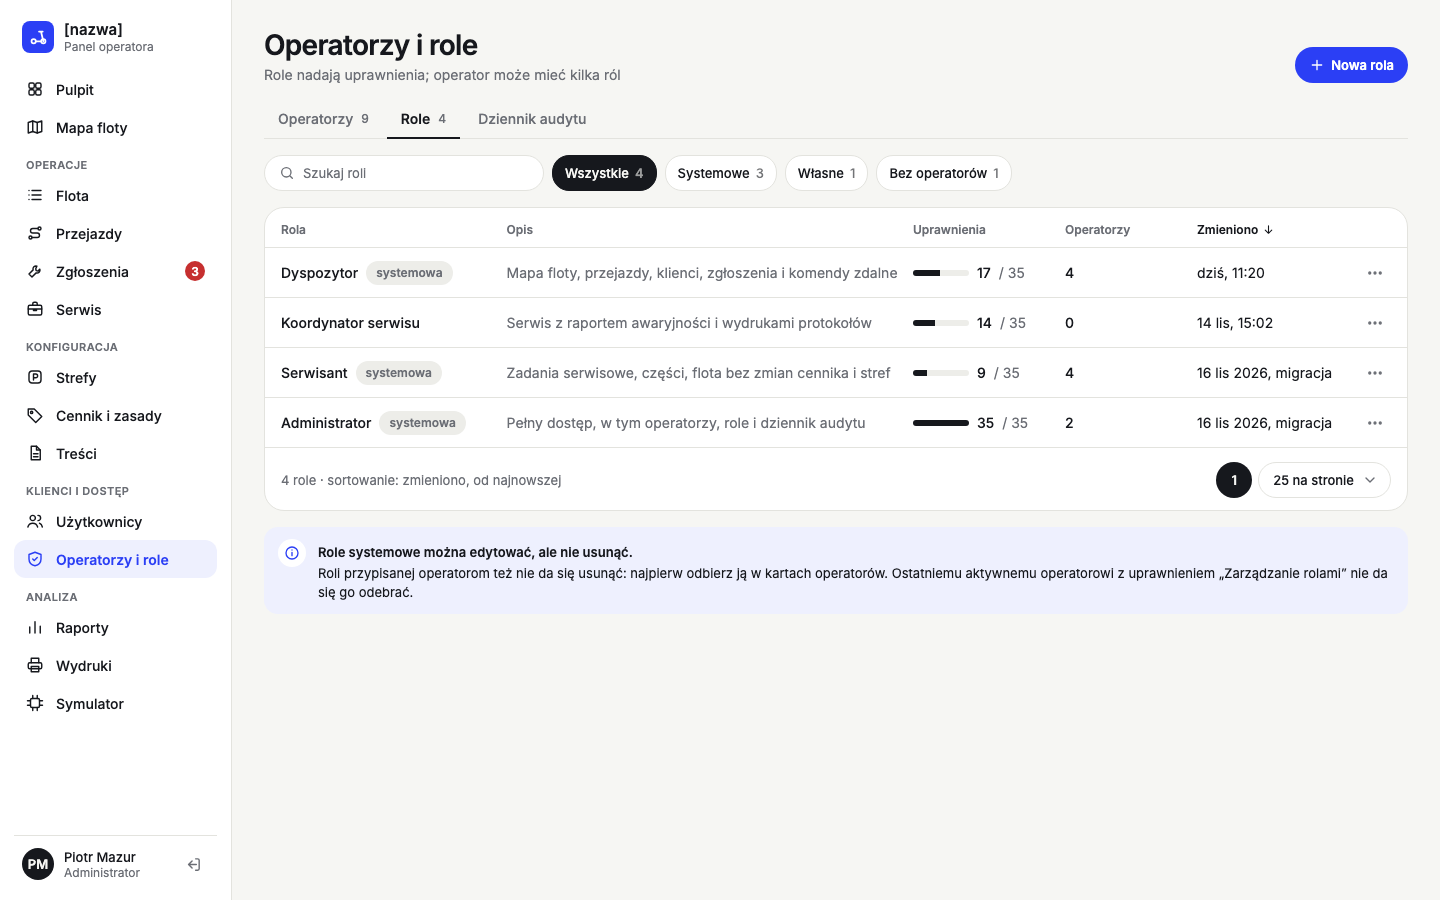 [nazwa]
Panel operatora
Pulpit
Mapa floty
OPERACJE
Flota
Przejazdy
Zgłoszenia 3
Serwis
KONFIGURACJA
Strefy
Cennik i zasady
Treści
KLIENCI I DOSTĘP
Użytkownicy
Operatorzy i role
ANALIZA
Raporty
Wydruki
Symulator
PM
Piotr Mazur
Administrator
Operatorzy i role
Role nadają uprawnienia; operator może mieć kilka ról
Nowa rola
Operatorzy 9 Role 4 Dziennik audytu
Szukaj roli Wszystkie 4 Systemowe 3 Własne 1 Bez operatorów 1
Rola Opis Uprawnienia Operatorzy Zmieniono ↓
Dyspozytor systemowa Mapa floty, przejazdy, klienci, zgłoszenia i komendy zdalne 17 / 35 4 dziś, 11:20
Koordynator serwisu Serwis z raportem awaryjności i wydrukami protokołów 14 / 35 0 14 lis, 15:02
Serwisant systemowa Zadania serwisowe, części, flota bez zmian cennika i stref 9 / 35 4 16 lis 2026, migracja
Administrator systemowa Pełny dostęp, w tym operatorzy, role i dziennik audytu 35 / 35 2 16 lis 2026, migracja
4 role · sortowanie: zmieniono, od najnowszej 1 25 na stronie
Role systemowe można edytować, ale nie usunąć.
Roli przypisanej operatorom też nie da się usunąć: najpierw odbierz ją w kartach operatorów. Ostatniemu aktywnemu operatorowi z uprawnieniem „Zarządzanie rolami” nie da
się go odebrać.